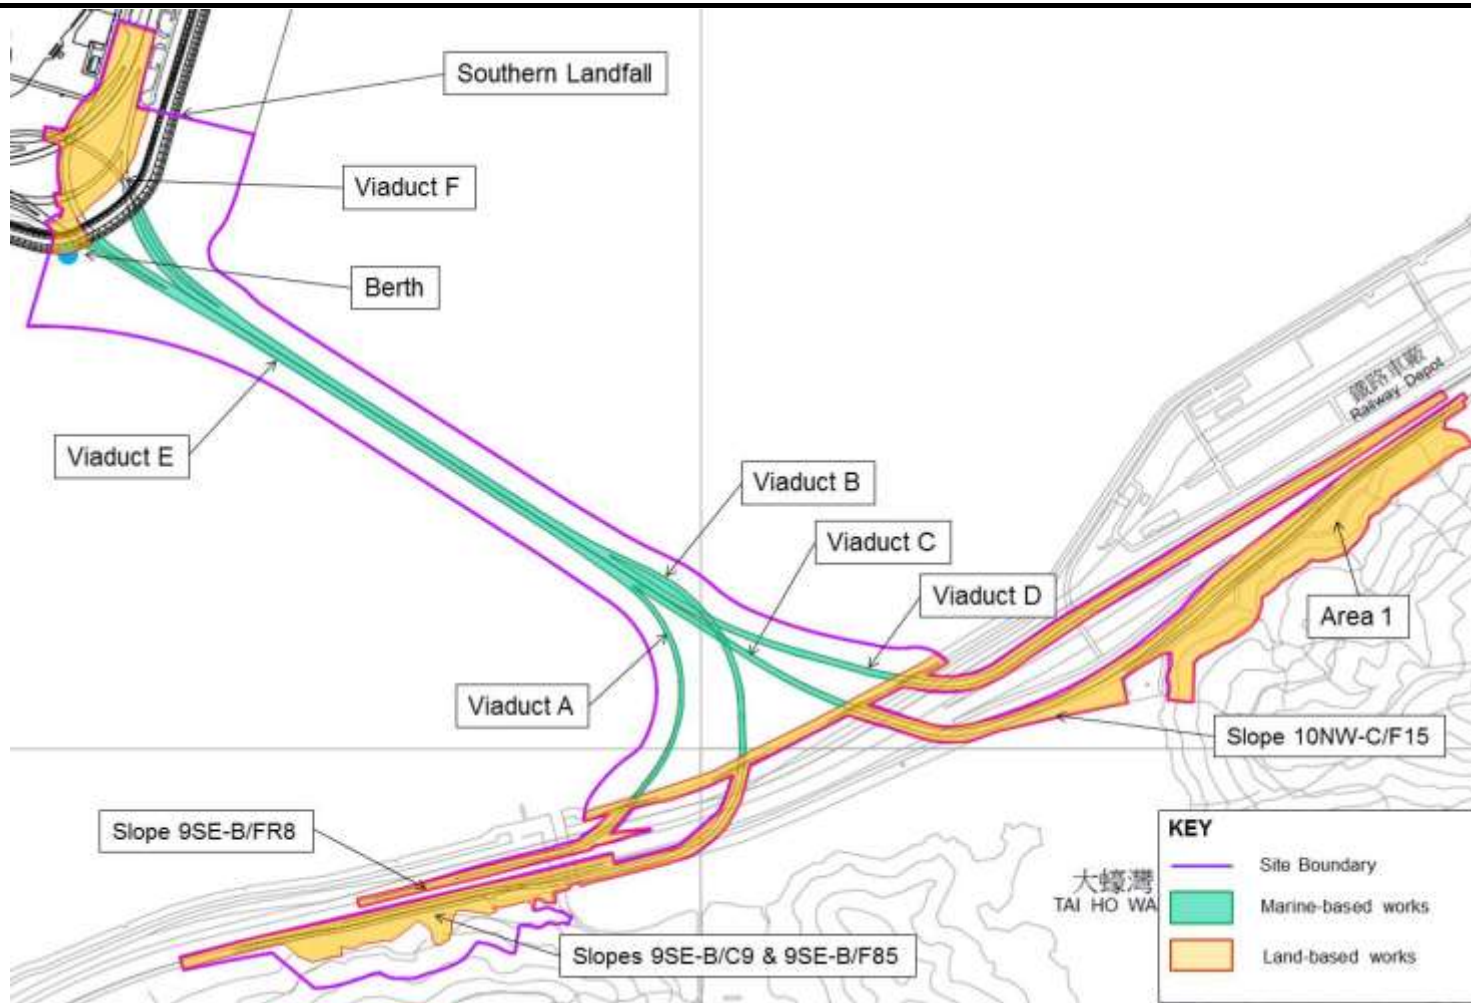 Southern Landfall
Viaduct F
Berth
Viaduct E
Viaduct B
Viaduct C
Viaduct D
鐵路車廠
Railway Depot
Area 1
Viaduct A
Slope 10NW-C/F15
Slope 9SE-B/FR8
Slopes 9SE-B/C9 & 9SE-B/F85
大蠔灣
TAI HO WA
KEY
Site Boundary
Marine-based works
Land-based works